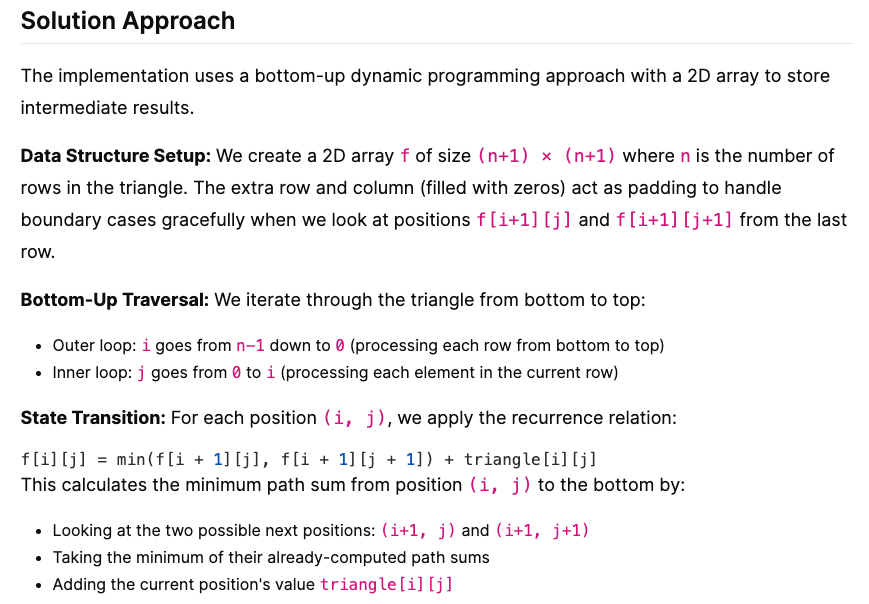 Solution Approach
The implementation uses a bottom-up dynamic programming approach with a 2D array to store
intermediate results.
Data Structure Setup: We create a 2D array f of size (n+1) × (n+1) where n is the number of
rows in the triangle. The extra row and column (filled with zeros) act as padding to handle
boundary cases gracefully when we look at positions f[i+1][j] and f[i+1][j+1] from the last
row.
Bottom-Up Traversal: We iterate through the triangle from bottom to top:
• Outer loop: i goes from n-1 down to 0 (processing each row from bottom to top)
• Inner loop: j goes from 0 to i (processing each element in the current row)
State Transition: For each position (i, j), we apply the recurrence relation:
f[i][j] = min(f[i + 1][j], f[i + 1][j + 1]) + triangle[i][j]
This calculates the minimum path sum from position (i, j) to the bottom by:
• Looking at the two possible next positions: (i+1, j) and (i+1, j+1)
• Taking the minimum of their already-computed path sums
• Adding the current position's value triangle[i][j]